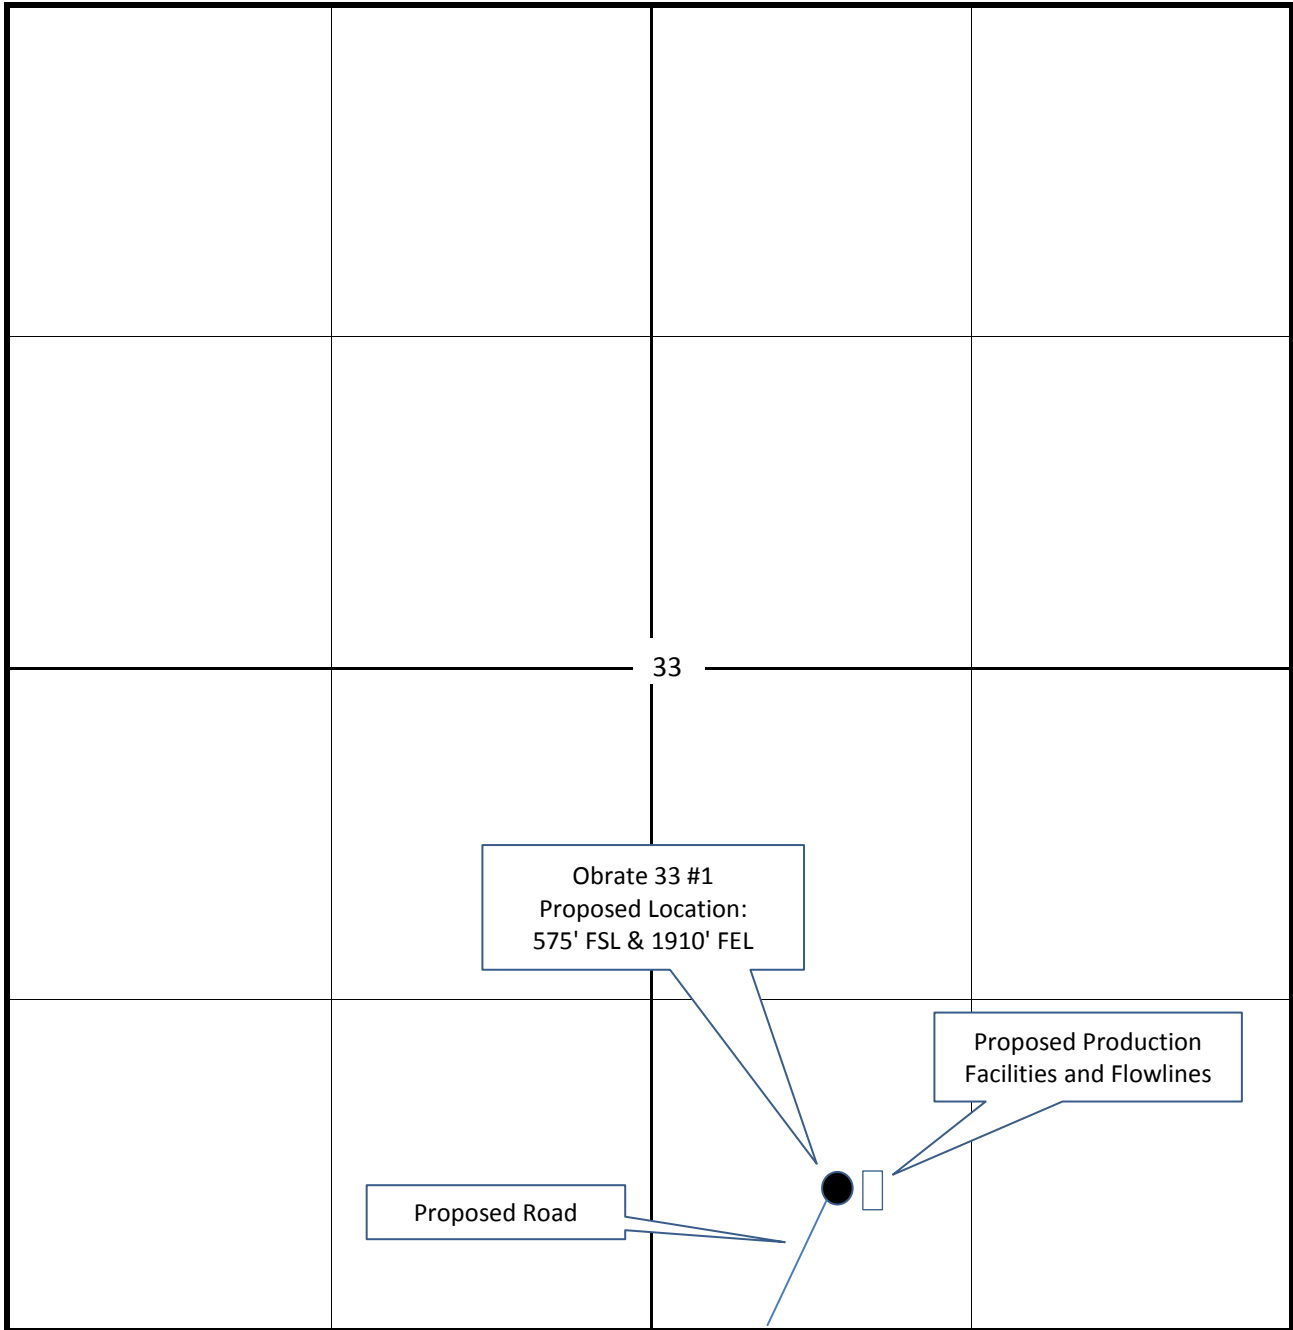 33
Obrate 33 #1
Proposed Location:
575' FSL & 1910' FEL
Proposed Production
Facilities and Flowlines
Proposed Road